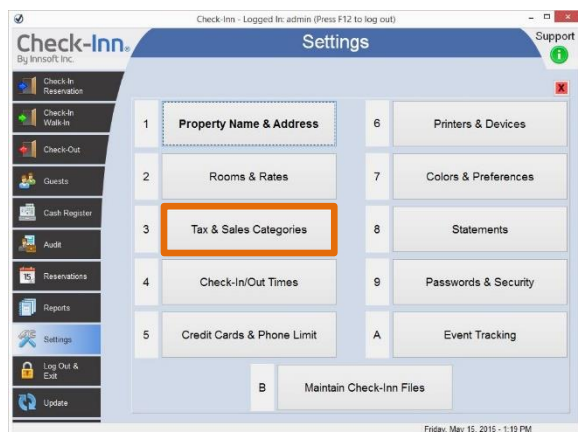 Check-Inn - Logged In: admin (Press F12 to log out)
Check-Inn®
By Innsoft Inc.
Settings
Support
Check-In
Reservation
Check-In
Walk-In
Check-Out
Guests
Cash Register
Audit
15
Reservations
Reports
Settings
Log Out &
Exit
Update
X
1 Property Name & Address
2 Rooms & Rates
3 Tax & Sales Categories
4 Check-In/Out Times
5 Credit Cards & Phone Limit
6 Printers & Devices
7 Colors & Preferences
8 Statements
9 Passwords & Security
A Event Tracking
B Maintain Check-Inn Files
Friday, May 15, 2015 - 1:19 PM